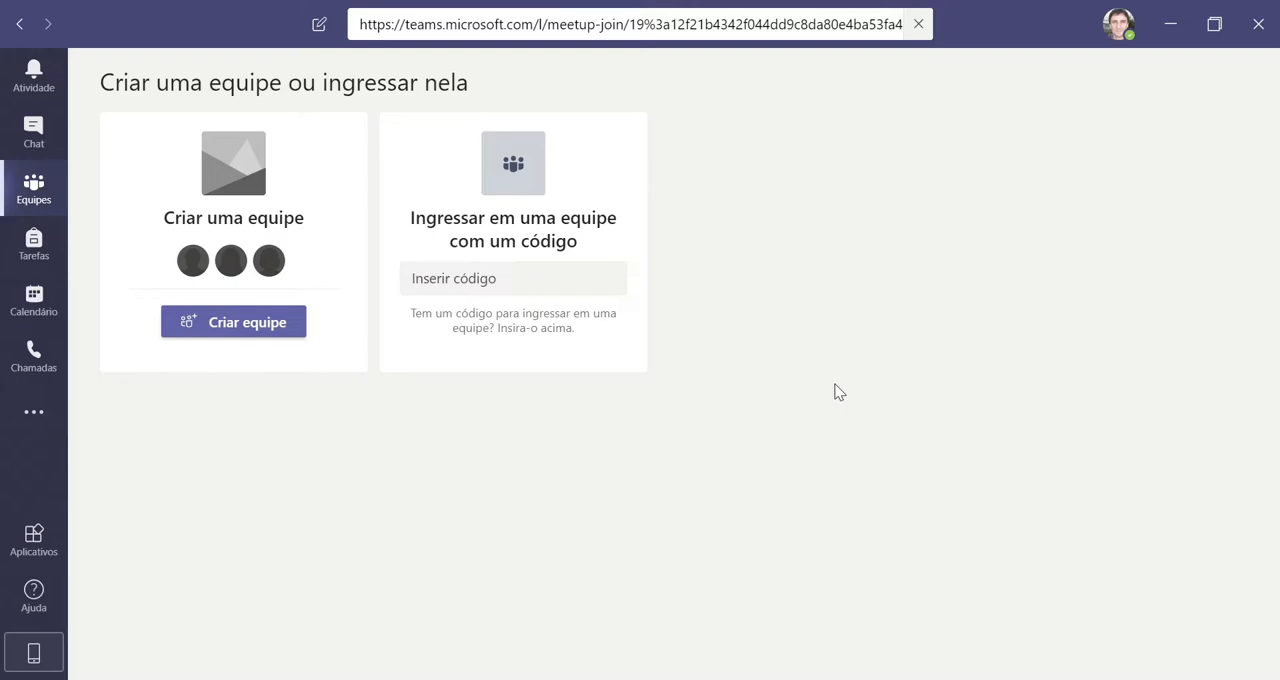 https://teams.microsoft.com/l/meetup-join/19%3a12f21b4342f044dd9c8da80e4ba53fa4
Atividade
Chat
Equipes
Tarefas
Calendário
Chamadas
Aplicativos
Ajuda
Criar uma equipe ou ingressar nela
Criar uma equipe
Criar equipe
Ingressar em uma equipe
com um código
Inserir código
Tem um código para ingressar em uma
equipe? Insira-o acima.